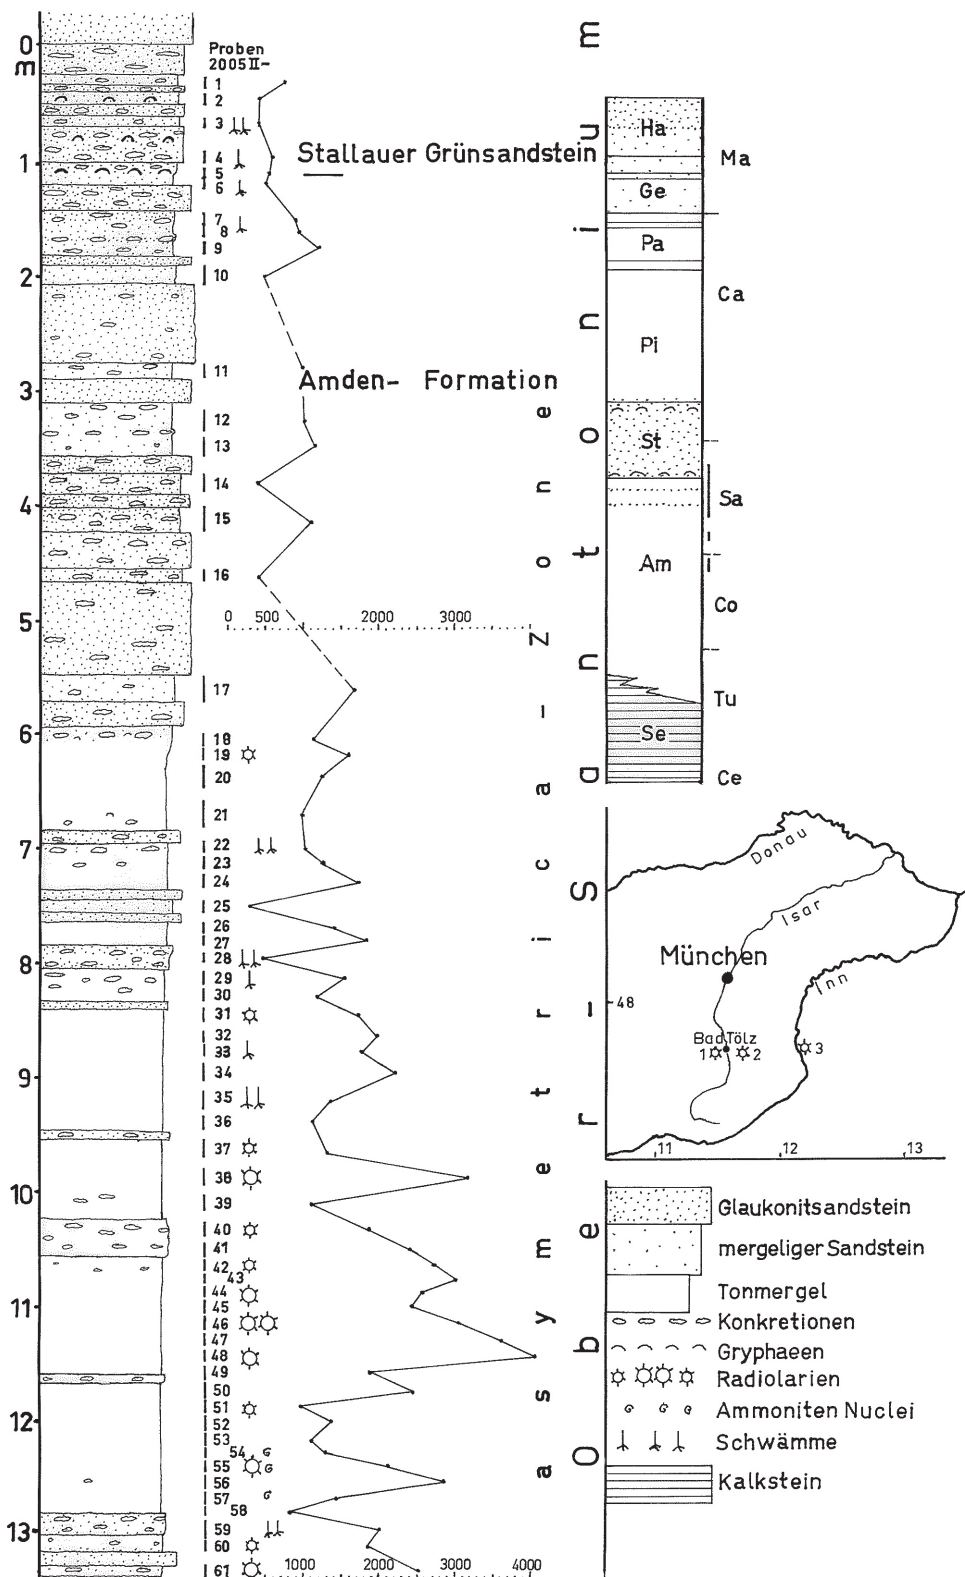 0
m
1
2
3
4
5
6
7
8
9
10
11
12
13
Proben
2005II-
1
2
3
4
5
6
7
8
9
10
11
12
13
14
15
16
17
18
19
20
21
22
23
24
25
26
27
28
29
30
31
32
33
34
35
36
37
38
39
40
41
42
43
44
45
46
47
48
49
50
51
52
53
54
55
56
57
58
59
60
61
Stallauer Grünsandstein
Amden- Formation
0 500 2000 3000
1000 2000 3000 4000
asymetrica-Zone
Ober-Santonium
Ha
Ge
Pa
Pi
St
Am
Se
Ma
Ca
Sa
Co
Tu
Ce
Donau
Isar
München
Inn
48
Bad Tölz
1 2 3
11 12 13
Glaukonitsandstein
mergeliger Sandstein
Tonmergel
Konkretionen
Gryphaeen
Radiolarien
Ammoniten Nuclei
Schwämme
Kalkstein